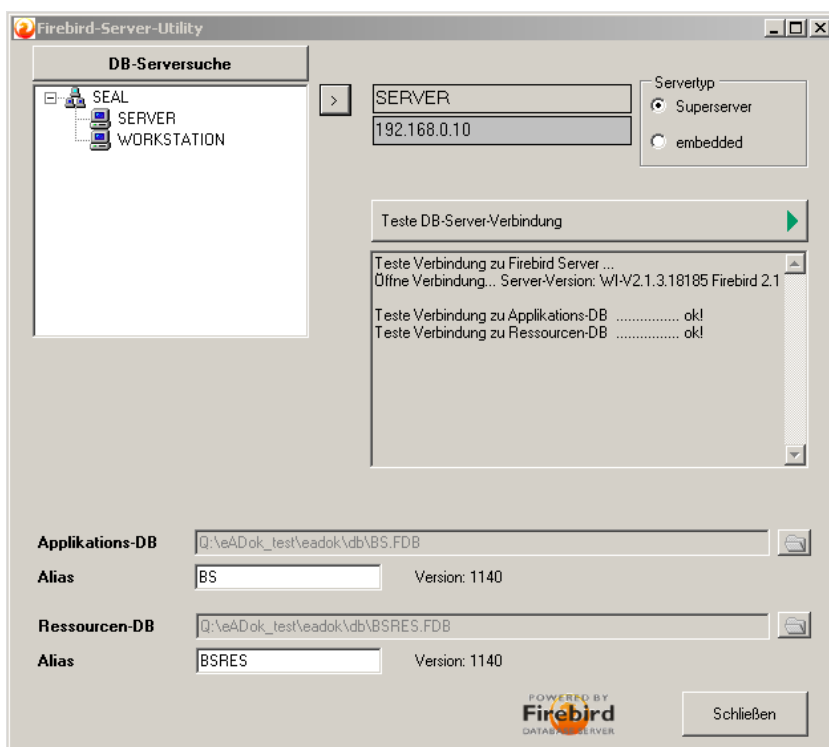 Firebird-Server-Utility
DB-Serversuche
SEAL
SERVER
WORKSTATION
>
SERVER
192.168.0.10
Servertyp
Superserver
embedded
Teste DB-Server-Verbindung
Teste Verbindung zu Firebird Server ...
Öffne Verbindung... Server-Version: WI-V2.1.3.18185 Firebird 2.1
Teste Verbindung zu Applikations-DB ................ ok!
Teste Verbindung zu Ressourcen-DB ................ ok!
Applikations-DB Q:\eADok_test\eadok\db\BS.FDB
Alias BS Version: 1140
Ressourcen-DB Q:\eADok_test\eadok\db\BSRES.FDB
Alias BSRES Version: 1140
POWERED BY
Firebird
DATABASE SERVER
Schließen